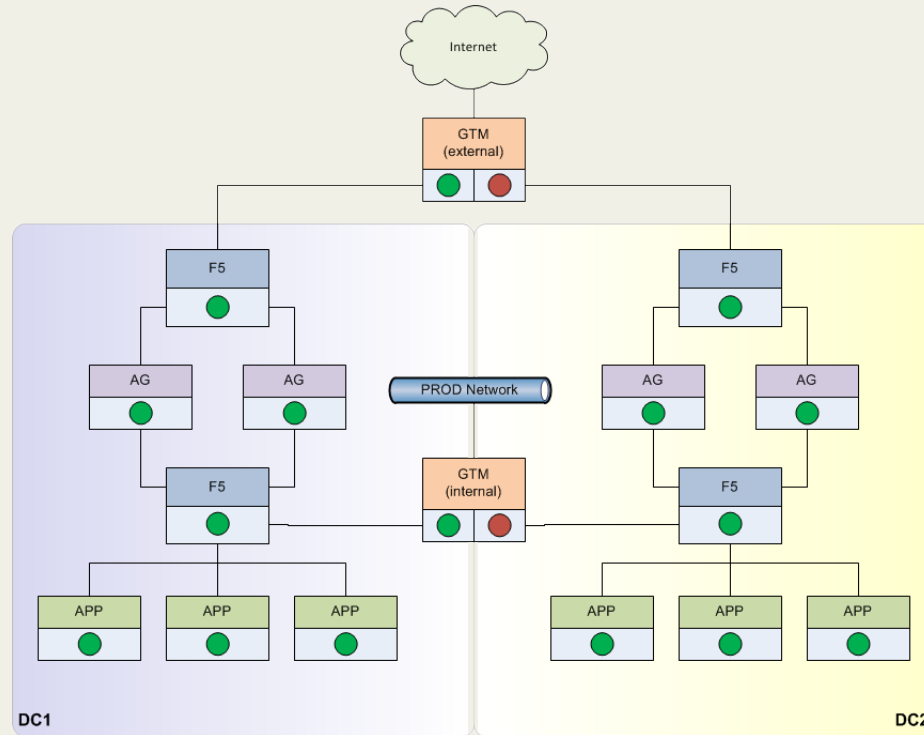 Internet
GTM
(external)
F5
F5
AG
AG
AG
AG
PROD Network
F5
GTM
(internal)
F5
APP
APP
APP
APP
APP
APP
DC1
DC2